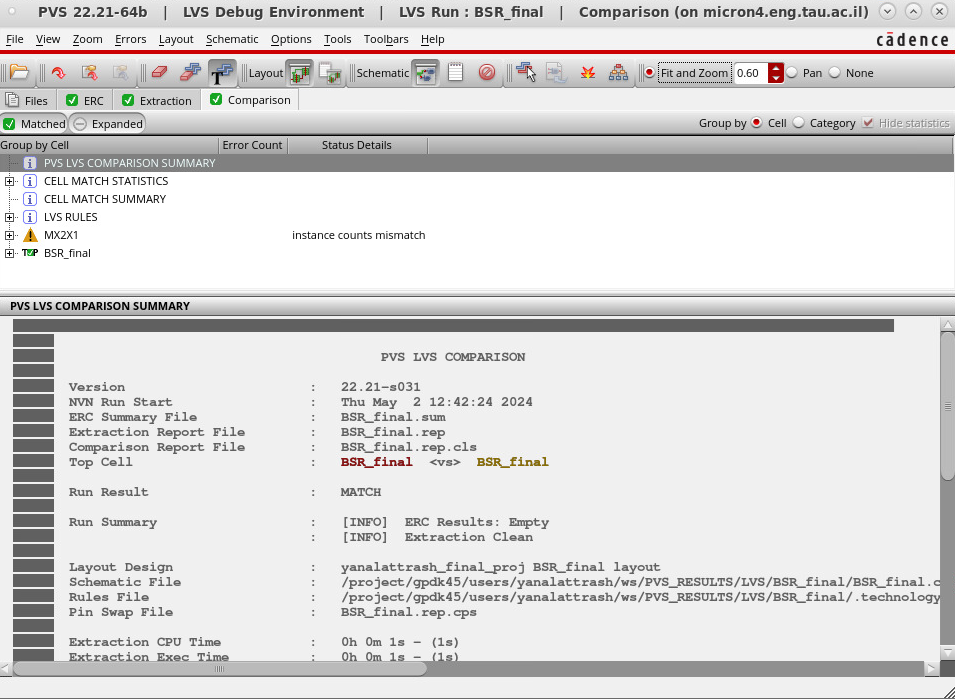 PVS 22.21-64b | LVS Debug Environment | LVS Run : BSR_final | Comparison (on micron4.eng.tau.ac.il)
File View Zoom Errors Layout Schematic Options Tools Toolbars Help
cādence
Layout Schematic Fit and Zoom 0.60 Pan None
Files ERC Extraction Comparison
Matched Expanded Group by Cell Category Hide statistics
Group by Cell Error Count Status Details
PVS LVS COMPARISON SUMMARY
CELL MATCH STATISTICS
CELL MATCH SUMMARY
LVS RULES
MX2X1 instance counts mismatch
BSR_final
PVS LVS COMPARISON SUMMARY
PVS LVS COMPARISON
Version : 22.21-s031
NVN Run Start : Thu May 2 12:42:24 2024
ERC Summary File : BSR_final.sum
Extraction Report File : BSR_final.rep
Comparison Report File : BSR_final.rep.cls
Top Cell : BSR_final <vs> BSR_final
Run Result : MATCH
Run Summary : [INFO] ERC Results: Empty
: [INFO] Extraction Clean
Layout Design : yanalattrash_final_proj BSR_final layout
Schematic File : /project/gpdk45/users/yanalattrash/ws/PVS_RESULTS/LVS/BSR_final/BSR_final.c
Rules File : /project/gpdk45/users/yanalattrash/ws/PVS_RESULTS/LVS/BSR_final/.technology
Pin Swap File : BSR_final.rep.cps
Extraction CPU Time : 0h 0m 1s - (1s)
Extraction Exec Time : 0h 0m 1s - (1s)